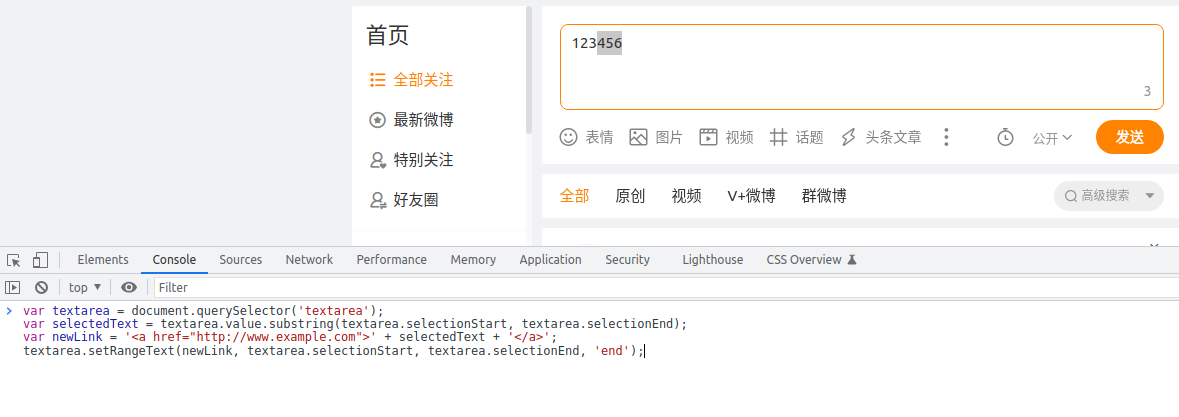 首页
全部关注
最新微博
特别关注
好友圈
123456
3
表情 图片 视频 话题 头条文章 公开 发送
全部 原创 视频 V+微博 群微博 高级搜索
Elements Console Sources Network Performance Memory Application Security Lighthouse CSS Overview
top Filter
var textarea = document.querySelector('textarea');
var selectedText = textarea.value.substring(textarea.selectionStart, textarea.selectionEnd);
var newLink = '<a href="http://www.example.com">' + selectedText + '</a>';
textarea.setRangeText(newLink, textarea.selectionStart, textarea.selectionEnd, 'end');